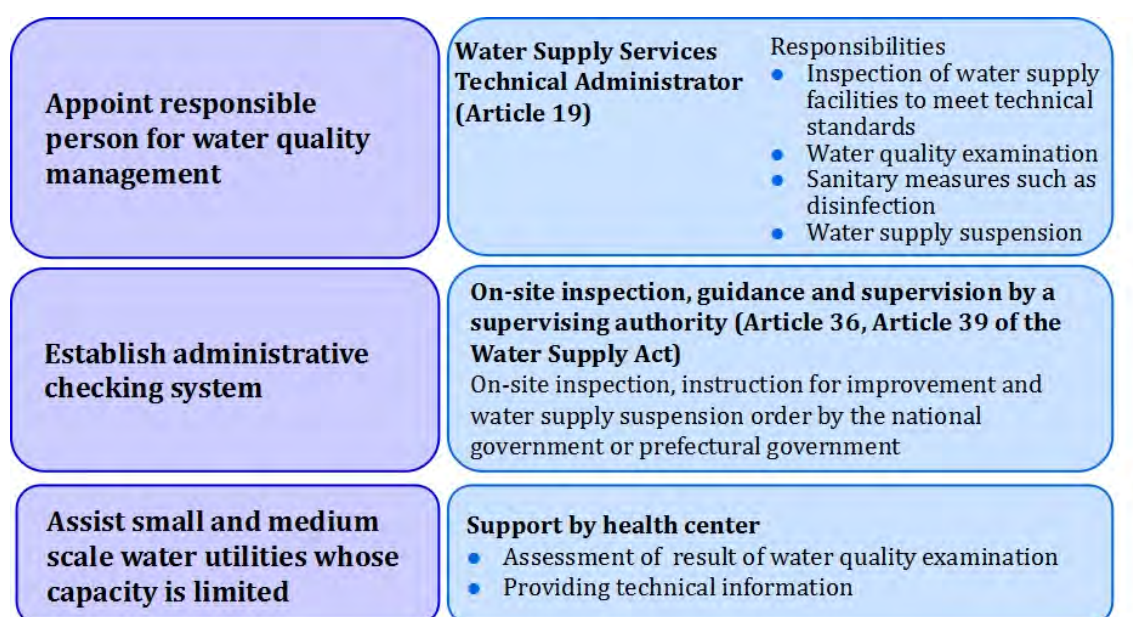 Appoint responsible
person for water quality
management
Water Supply Services
Technical Administrator
(Article 19)
Responsibilities
● Inspection of water supply
facilities to meet technical
standards
● Water quality examination
● Sanitary measures such as
disinfection
● Water supply suspension
Establish administrative
checking system
On-site inspection, guidance and supervision by a
supervising authority (Article 36, Article 39 of the
Water Supply Act)
On-site inspection, instruction for improvement and
water supply suspension order by the national
government or prefectural government
Assist small and medium
scale water utilities whose
capacity is limited
Support by health center
● Assessment of result of water quality examination
● Providing technical information